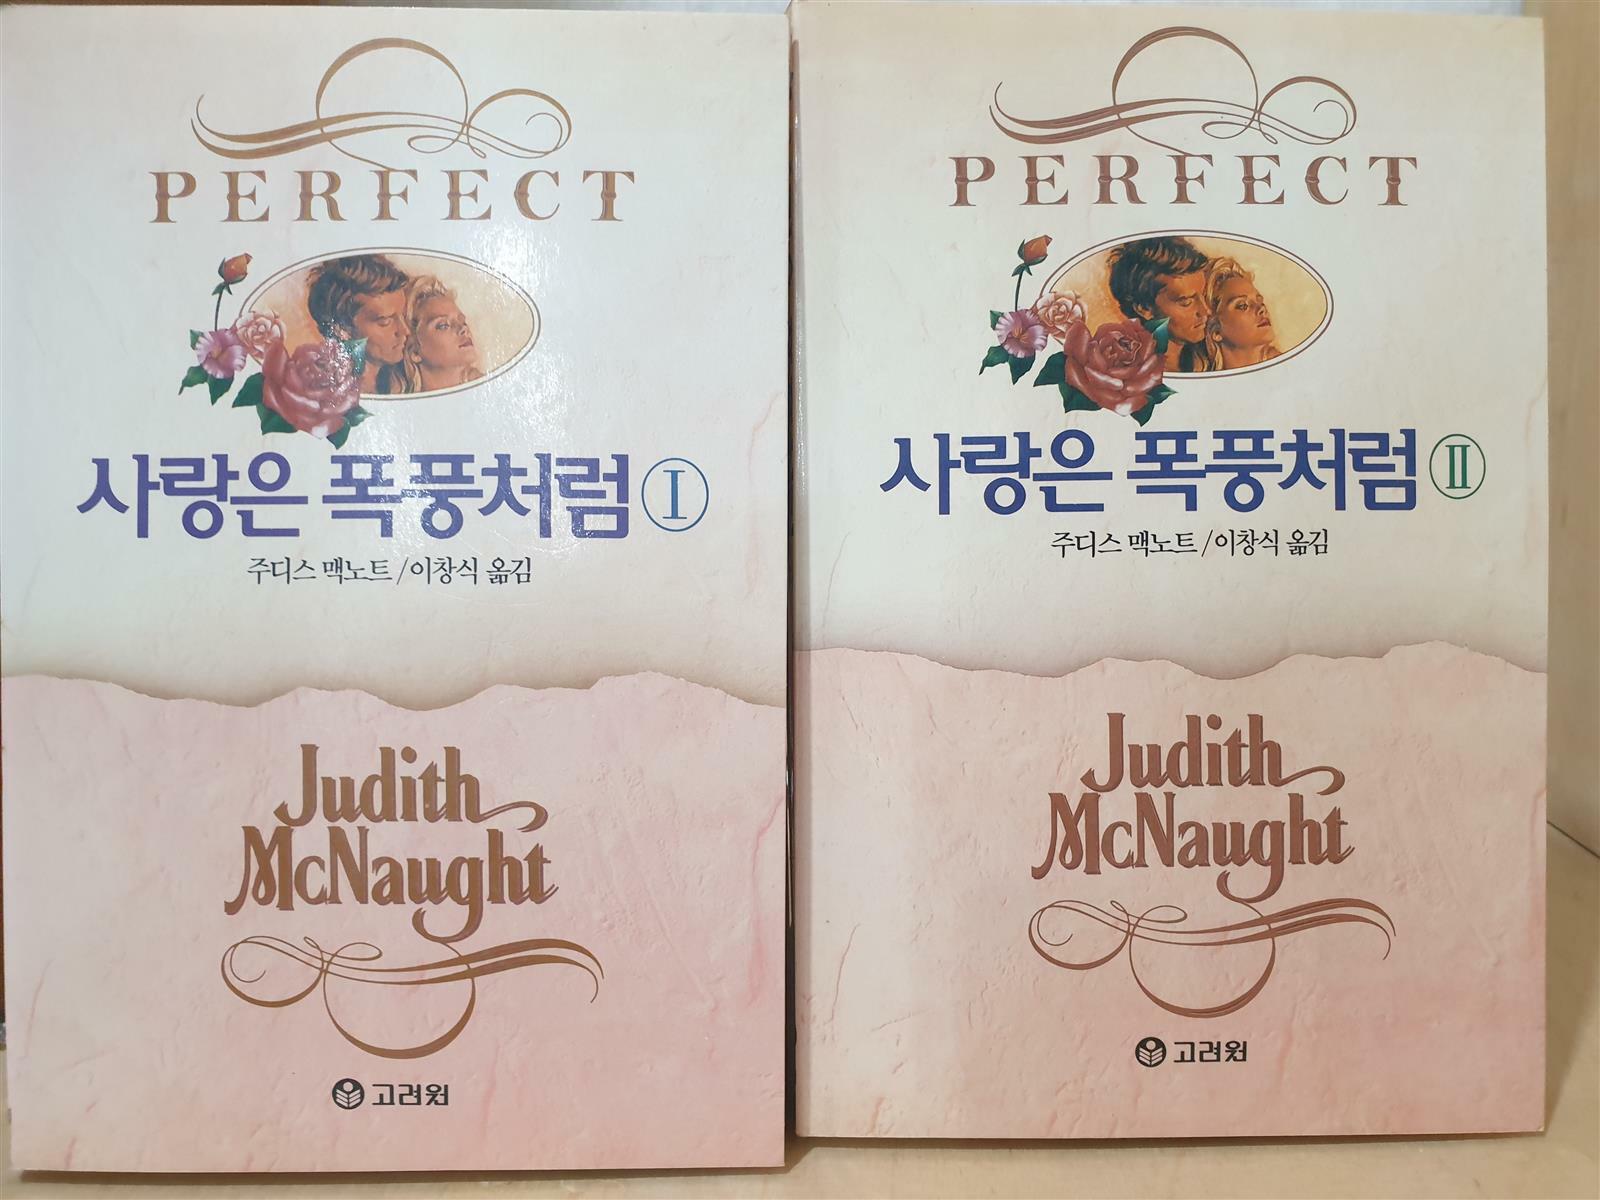 PERFECT
사랑은 폭풍처럼 Ⅰ
주디스 맥노트/이창식 옮김
Judith
McNaught
고려원
PERFECT
사랑은 폭풍처럼 Ⅱ
주디스 맥노트/이창식 옮김
Judith
McNaught
고려원